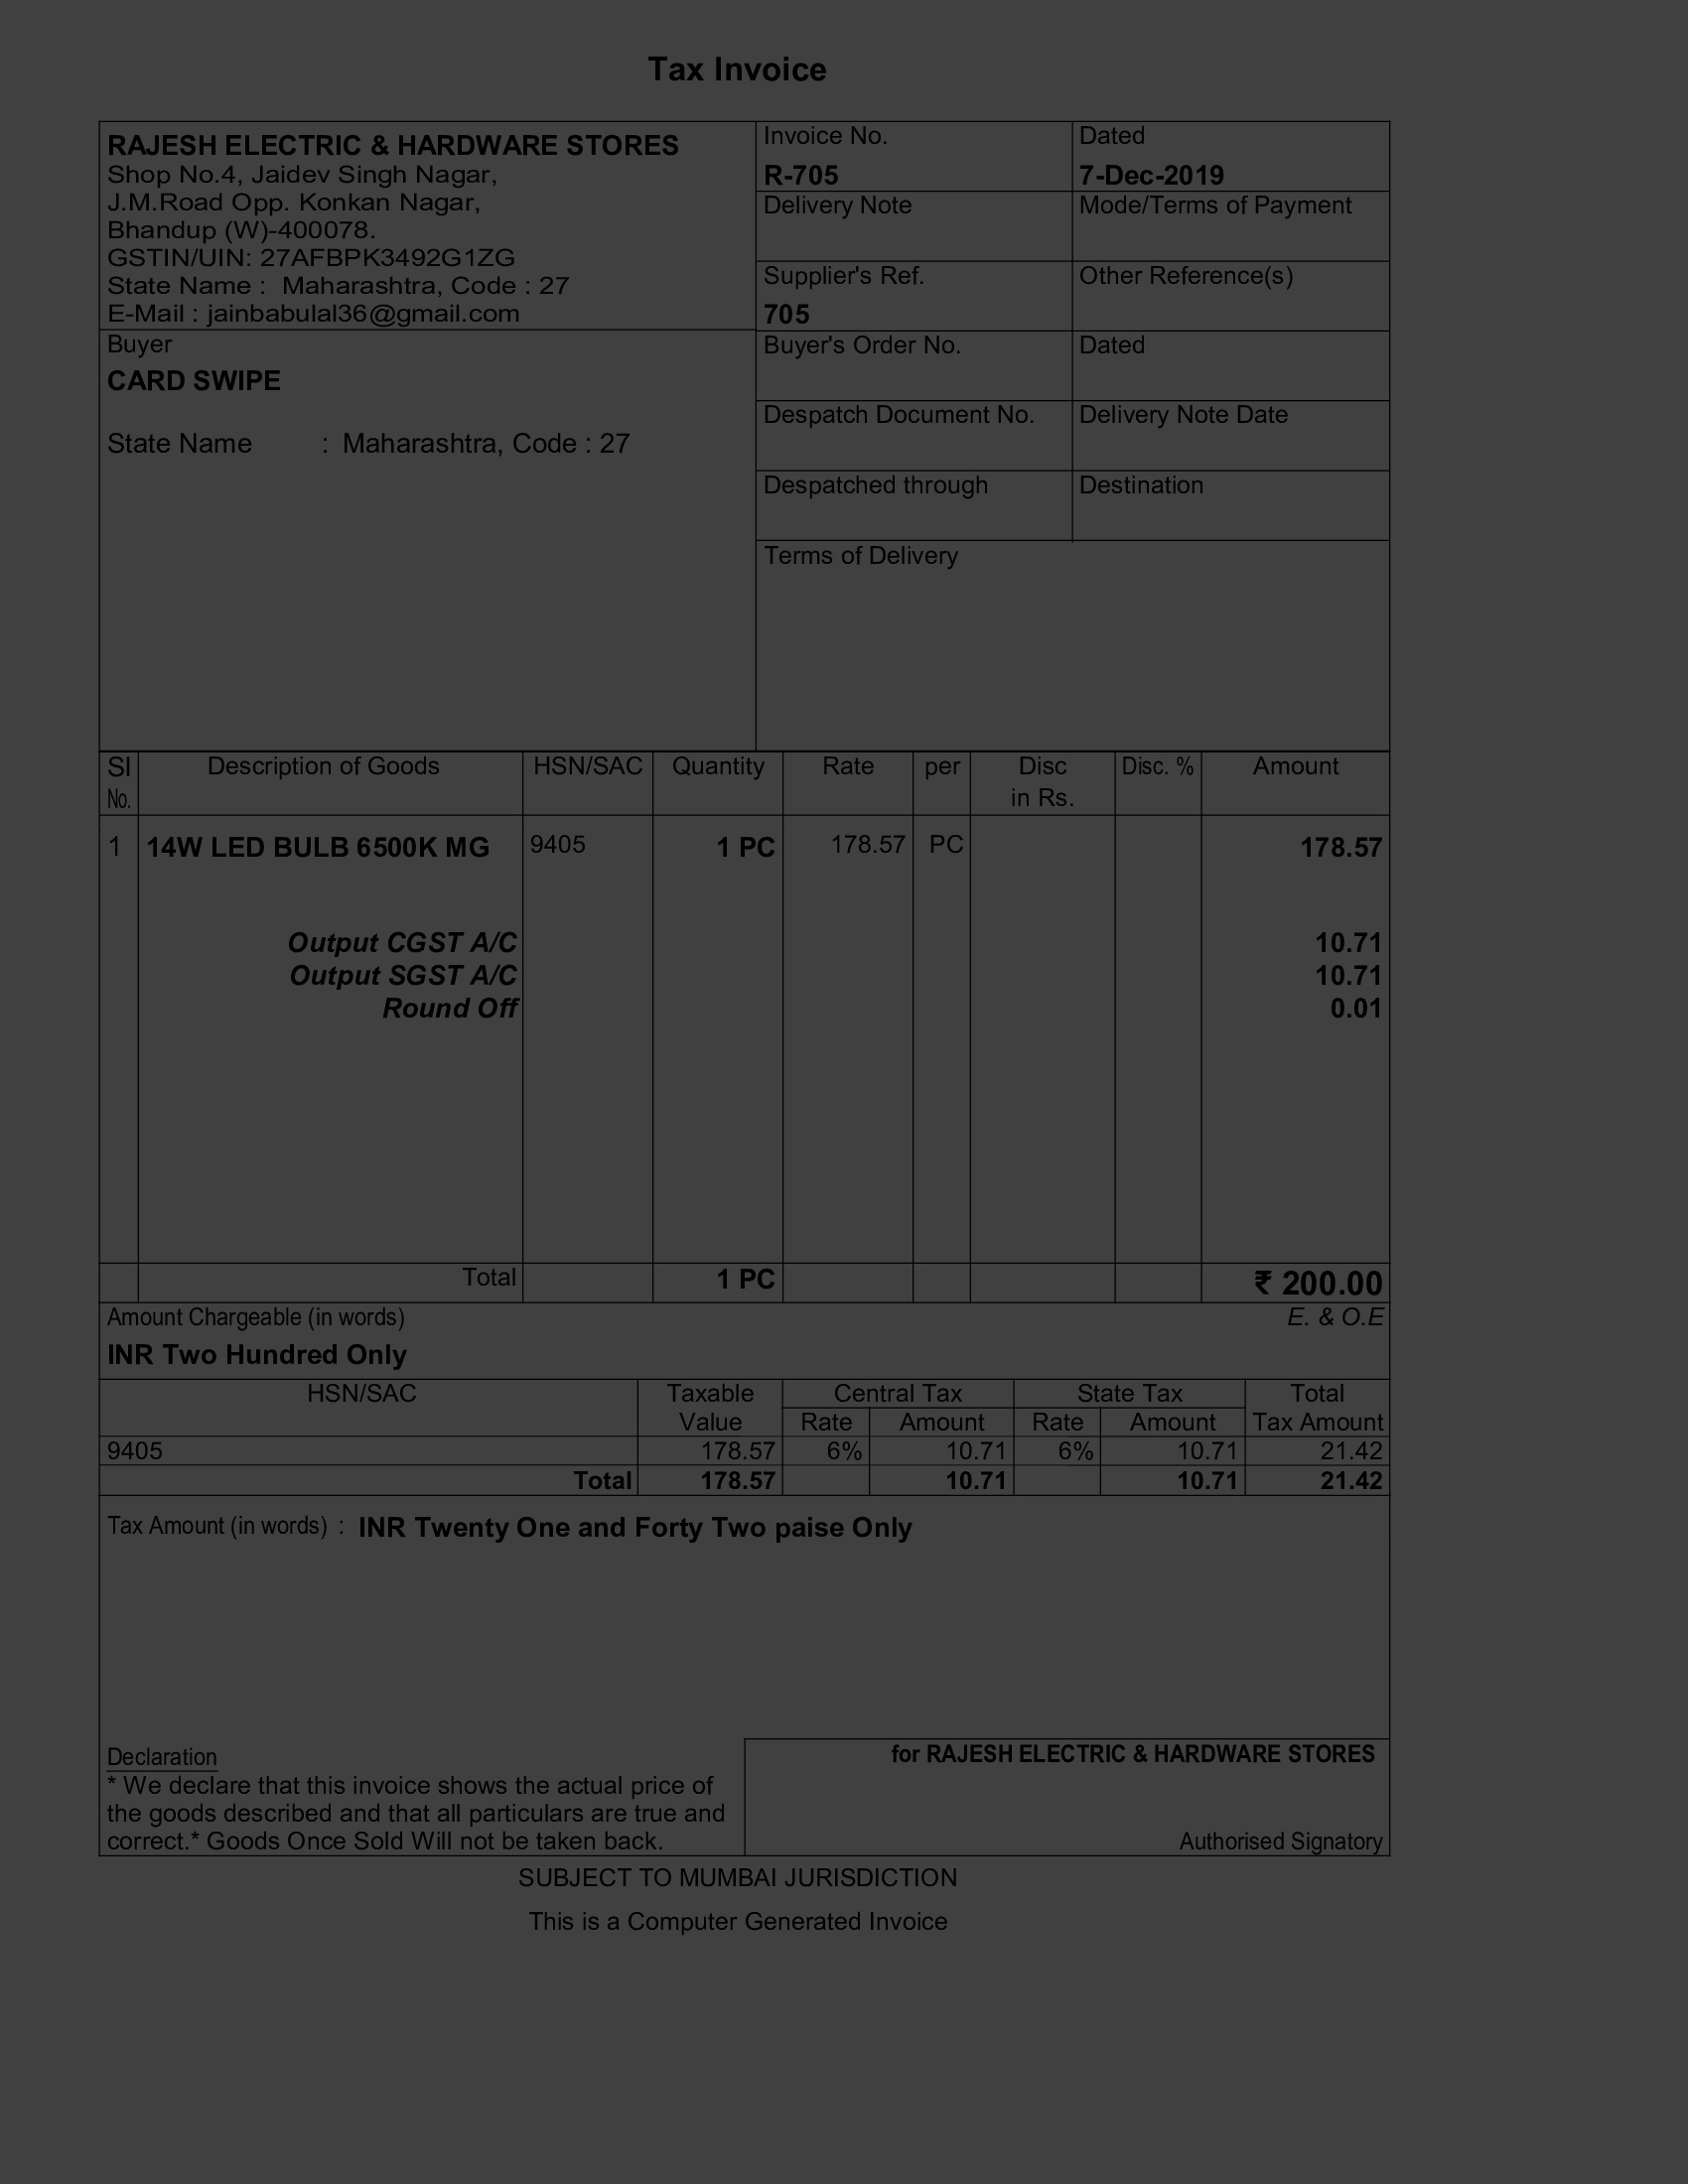 Tax Invoice
RAJESH ELECTRIC & HARDWARE STORES
Shop No.4, Jaidev Singh Nagar,
J.M.Road Opp. Konkan Nagar,
Bhandup (W)-400078.
GSTIN/UIN: 27AFBPK3492G1ZG
State Name : Maharashtra, Code : 27
E-Mail : jainbabulal36@gmail.com
Buyer
CARD SWIPE
State Name : Maharashtra, Code : 27
Invoice No. Dated
R-705 7-Dec-2019
Delivery Note Mode/Terms of Payment
Supplier's Ref. Other Reference(s)
705
Buyer's Order No. Dated
Despatch Document No. Delivery Note Date
Despatched through Destination
Terms of Delivery
Sl Description of Goods HSN/SAC Quantity Rate per Disc Disc. % Amount
No. in Rs.
1 14W LED BULB 6500K MG 9405 1 PC 178.57 PC 178.57
Output CGST A/C 10.71
Output SGST A/C 10.71
Round Off 0.01
Total 1 PC ₹ 200.00
Amount Chargeable (in words) E. & O.E
INR Two Hundred Only
HSN/SAC Taxable Central Tax State Tax Total
Value Rate Amount Rate Amount Tax Amount
9405 178.57 6% 10.71 6% 10.71 21.42
Total 178.57 10.71 10.71 21.42
Tax Amount (in words) : INR Twenty One and Forty Two paise Only
Declaration
* We declare that this invoice shows the actual price of
the goods described and that all particulars are true and
correct.* Goods Once Sold Will not be taken back.
for RAJESH ELECTRIC & HARDWARE STORES
Authorised Signatory
SUBJECT TO MUMBAI JURISDICTION
This is a Computer Generated Invoice